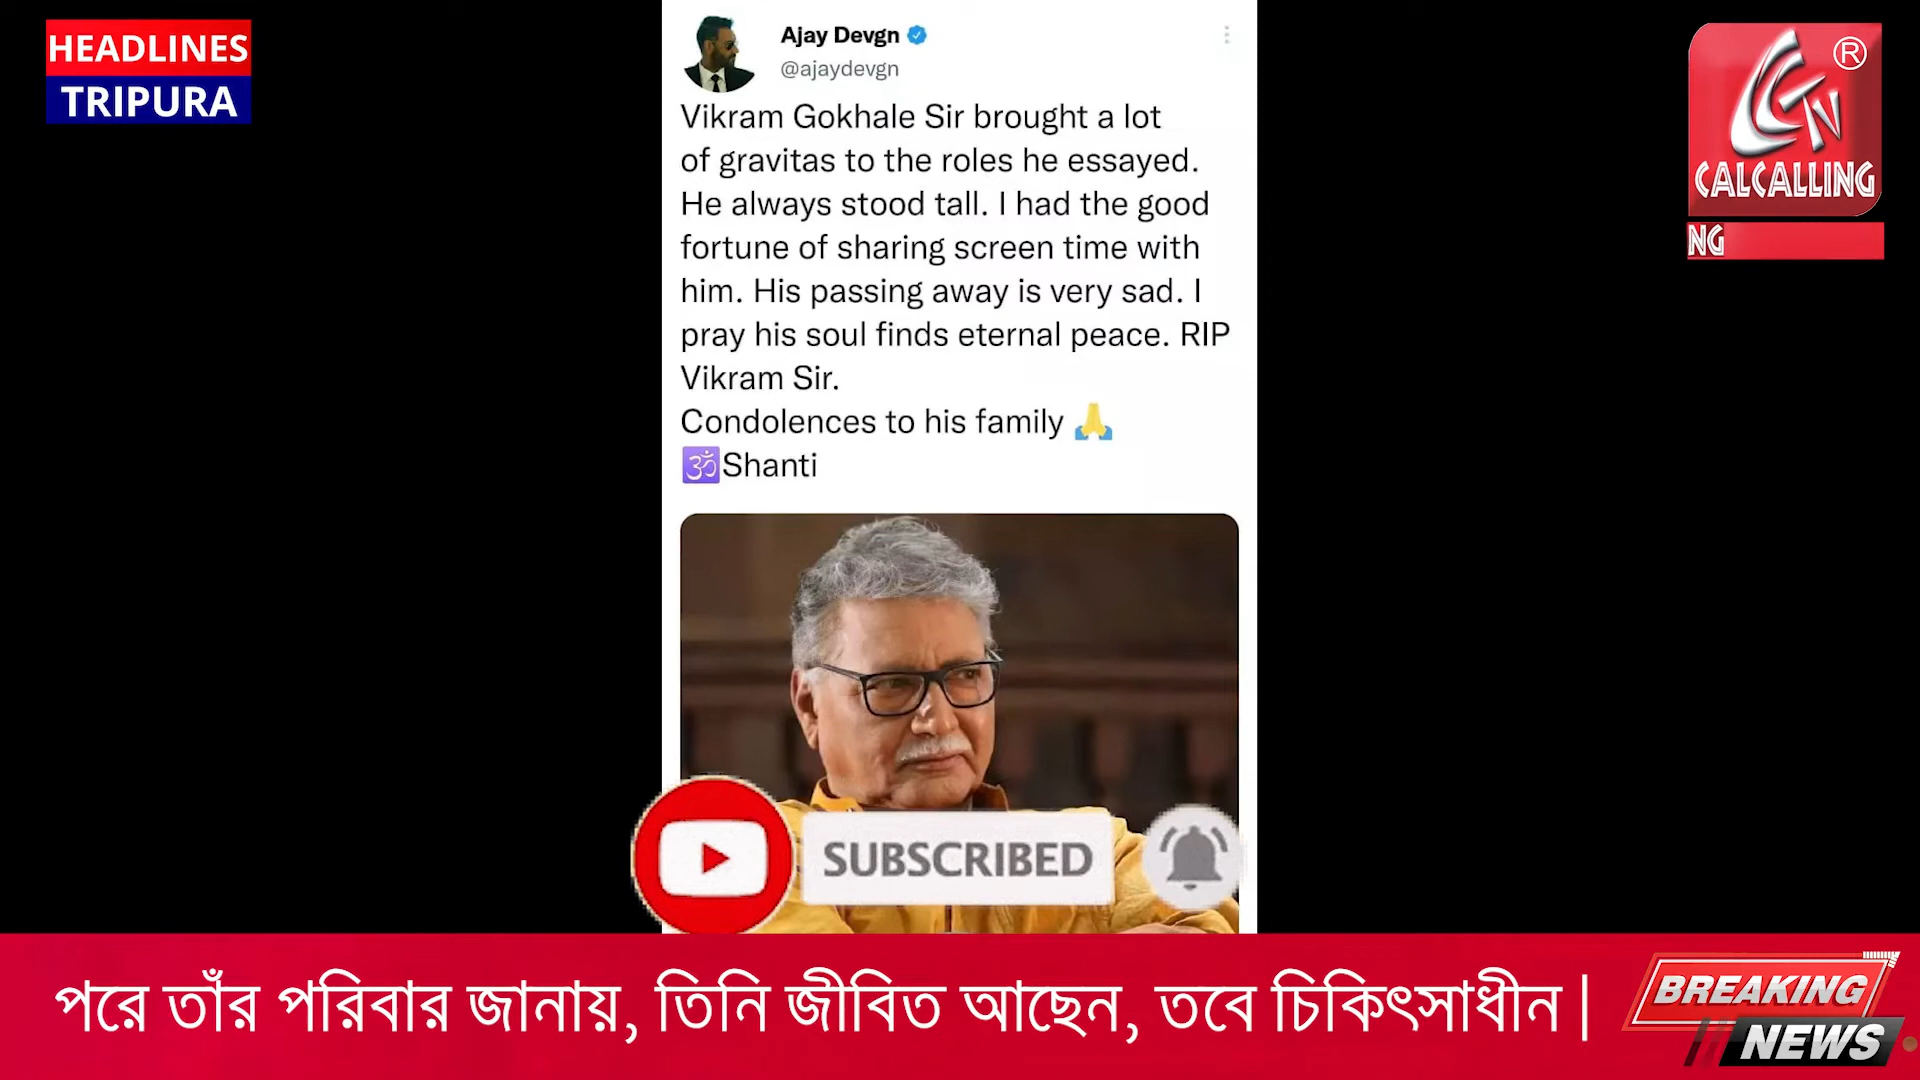 HEADLINES
TRIPURA
Ajay Devgn
@ajaydevgn
Vikram Gokhale Sir brought a lot
of gravitas to the roles he essayed.
He always stood tall. I had the good
fortune of sharing screen time with
him. His passing away is very sad. I
pray his soul finds eternal peace. RIP
Vikram Sir.
Condolences to his family 🙏
🕉Shanti
CTV ®
CALCALLING
NG
SUBSCRIBED
পরে তাঁর পরিবার জানায়, তিনি জীবিত আছেন, তবে চিকিৎসাধীন |
BREAKING
NEWS